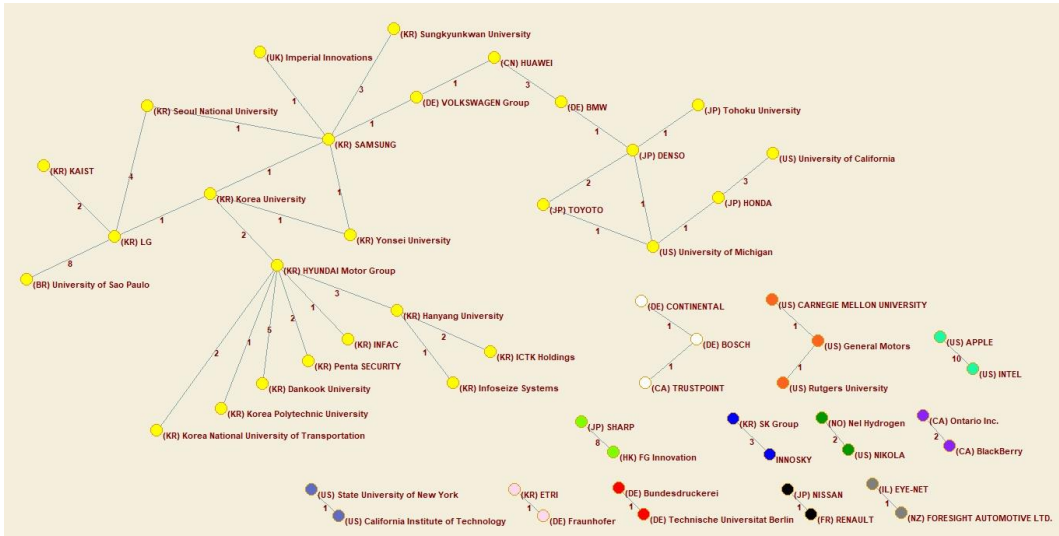 (KR) Sungkyunkwan University
(UK) Imperial Innovations
(CN) HUAWEI
3
1
3
1
(DE) VOLKSWAGEN Group
(DE) BMW
(KR) Seoul National University
(JP) Tohoku University
1
1
1
1
(KR) SAMSUNG
(JP) DENSO
(US) University of California
(KR) KAIST
4
1
2
3
2
1
(KR) Korea University
(JP) HONDA
1
(JP) TOYOTO
1
1
1
1
(KR) LG
2
(KR) Yonsei University
(US) University of Michigan
8
(KR) HYUNDAI Motor Group
(BR) University of Sao Paulo
3
(DE) CONTINENTAL
(US) CARNEGIE MELLON UNIVERSITY
1
(KR) Hanyang University
2
5
1
1
2
1
2
(KR) INFAC
(DE) BOSCH
(US) General Motors
(US) APPLE
(KR) ICTK Holdings
10
(KR) Penta SECURITY
1
1
1
(US) INTEL
(KR) Dankook University
(KR) Infoseize Systems
(CA) TRUSTPOINT
(US) Rutgers University
(KR) Korea Polytechnic University
(KR) Korea National University of Transportation
(JP) SHARP
(KR) SK Group
(NO) Nel Hydrogen
(CA) Ontario Inc.
8
3
2
2
(HK) FG Innovation
INNOSKY
(US) NIKOLA
(CA) BlackBerry
(US) State University of New York
(KR) ETRI
(DE) Bundesdruckerei
(JP) NISSAN
(IL) EYE-NET
1
1
1
1
1
(US) California Institute of Technology
(DE) Fraunhofer
(DE) Technische Universitat Berlin
(FR) RENAULT
(NZ) FORESIGHT AUTOMOTIVE LTD.